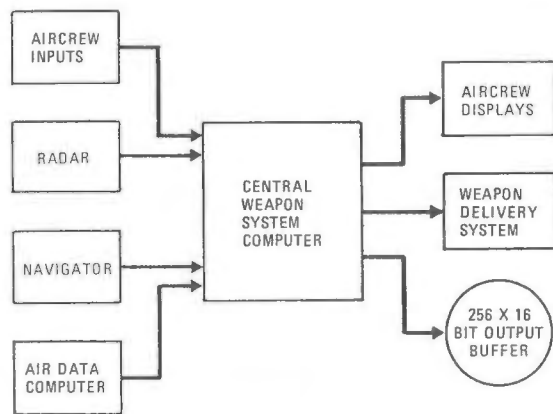 AIRCREW
INPUTS
RADAR
NAVIGATOR
AIR DATA
COMPUTER
CENTRAL
WEAPON
SYSTEM
COMPUTER
AIRCREW
DISPLAYS
WEAPON
DELIVERY
SYSTEM
256 X 16
BIT OUTPUT
BUFFER